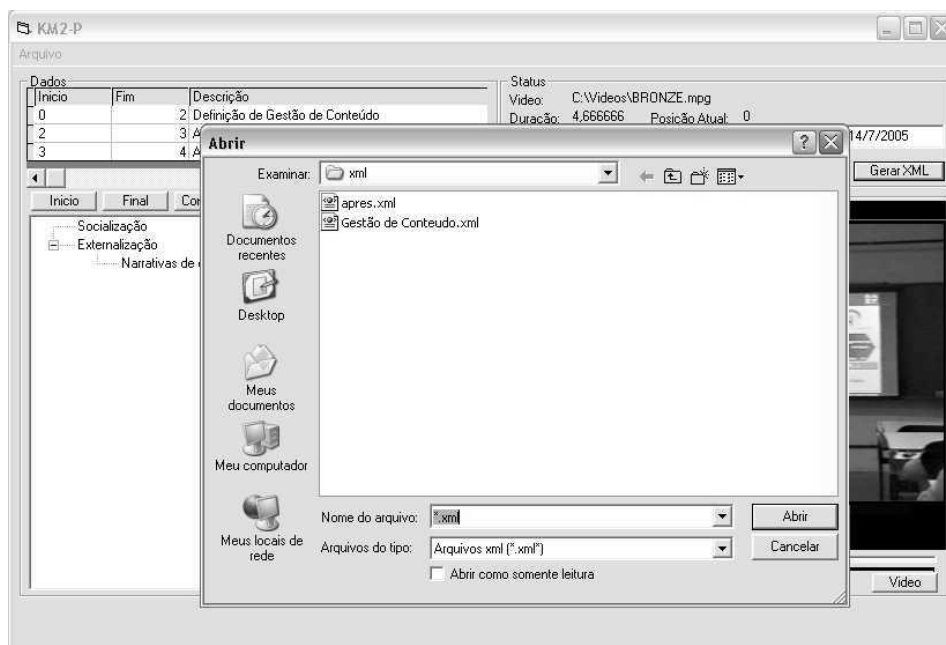 KM2-P
Arquivo
Dados
Inicio Fim Descrição
0 2 Definição de Gestão de Conteúdo
2 3 A
3 4 A
Status
Video: C:\Videos\BRONZE.mpg
Duração: 4,666666 Posição Atual: 0
14/7/2005
Gerar XML
Inicio Final Con
Socialização
Externalização
Narrativas de
Abrir
Examinar: xml
apres.xml
Gestão de Conteudo.xml
Documentos
recentes
Desktop
Meus
documentos
Meu computador
Meus locais de
rede
Nome do arquivo: *.xml Abrir
Arquivos do tipo: Arquivos xml (*.xml*) Cancelar
Abrir como somente leitura
Video